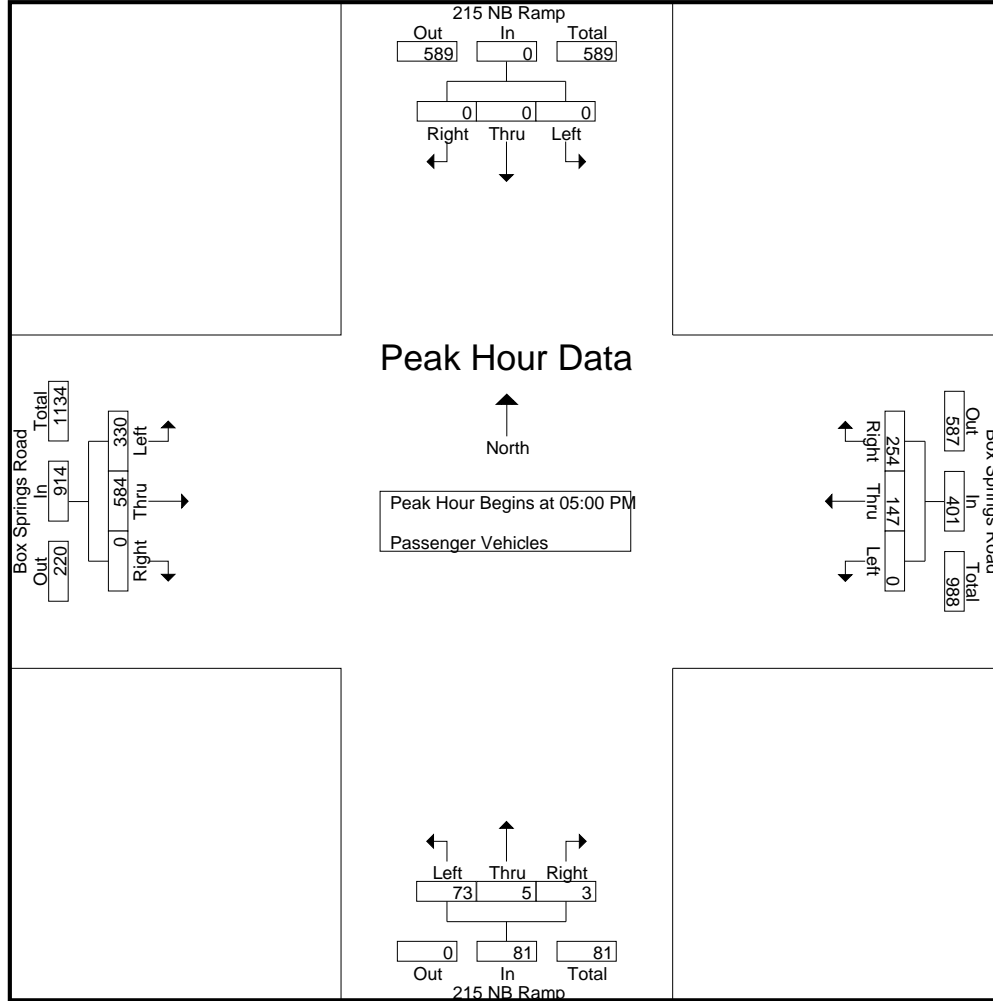 215 NB Ramp
Out In Total
589 0 589
0 0 0
Right Thru Left
Peak Hour Data
North
Peak Hour Begins at 05:00 PM
Passenger Vehicles
Box Springs Road
Total In Out
1134 914 220
330 584 0
Left Thru Right
Box Springs Road
Out In Total
587 401 988
254 147 0
Right Thru Left
Left Thru Right
73 5 3
0 81 81
Out In Total
215 NB Ramp